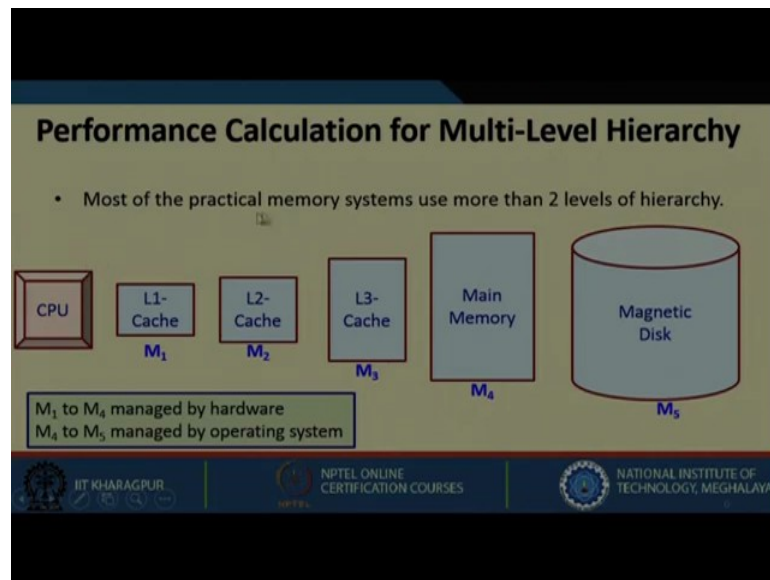 Performance Calculation for Multi-Level Hierarchy
• Most of the practical memory systems use more than 2 levels of hierarchy.
CPU
L1-
Cache
M₁
L2-
Cache
M₂
L3-
Cache
M₃
Main
Memory
M₄
Magnetic
Disk
M₅
M₁ to M₄ managed by hardware
M₄ to M₅ managed by operating system
IIT KHARAGPUR
NPTEL
NPTEL ONLINE
CERTIFICATION COURSES
NATIONAL INSTITUTE OF
TECHNOLOGY, MEGHALAYA